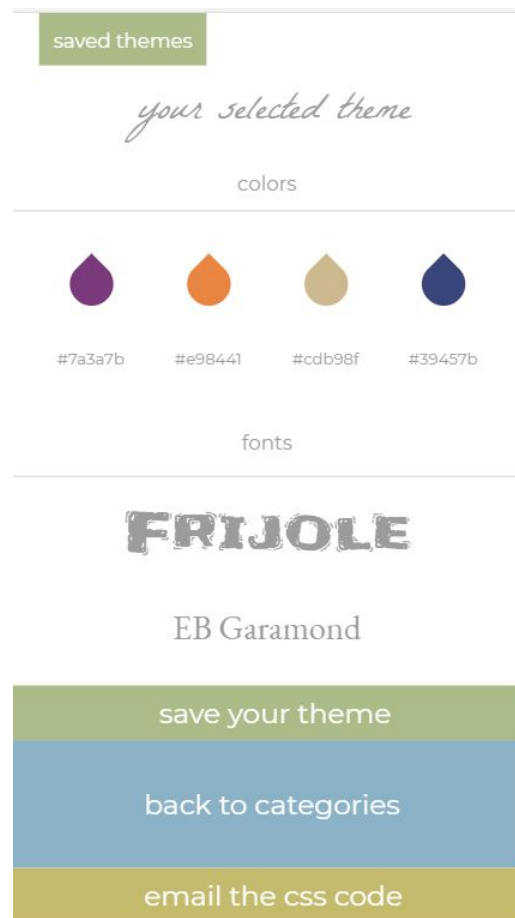 saved themes
your selected theme
colors
#7a3a7b #e98441 #cdb98f #39457b
fonts
FRIJOLE
EB Garamond
save your theme
back to categories
email the css code